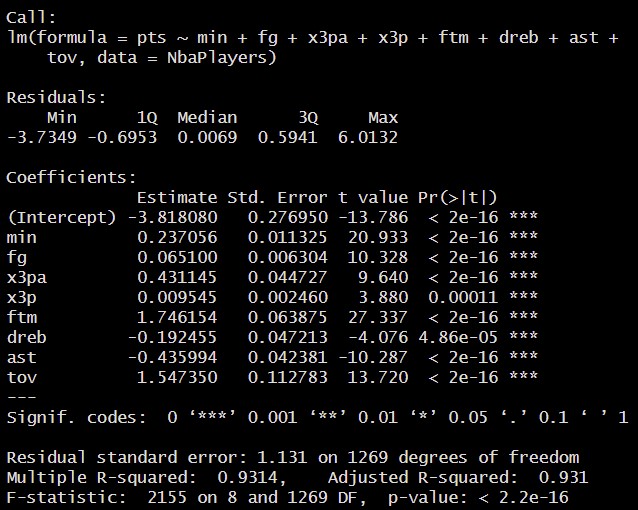 Call:
lm(formula = pts ~ min + fg + x3pa + x3p + ftm + dreb + ast +
    tov, data = NbaPlayers)

Residuals:
    Min      1Q  Median      3Q     Max
-3.7349 -0.6953  0.0069  0.5941  6.0132

Coefficients:
             Estimate Std. Error t value Pr(>|t|)
(Intercept) -3.818080   0.276950 -13.786  < 2e-16 ***
min          0.237056   0.011325  20.933  < 2e-16 ***
fg           0.065100   0.006304  10.328  < 2e-16 ***
x3pa         0.431145   0.044727   9.640  < 2e-16 ***
x3p          0.009545   0.002460   3.880  0.00011 ***
ftm          1.746154   0.063875  27.337  < 2e-16 ***
dreb        -0.192455   0.047213  -4.076 4.86e-05 ***
ast         -0.435994   0.042381 -10.287  < 2e-16 ***
tov          1.547350   0.112783  13.720  < 2e-16 ***
---
Signif. codes:  0 ‘***’ 0.001 ‘**’ 0.01 ‘*’ 0.05 ‘.’ 0.1 ‘ ’ 1

Residual standard error: 1.131 on 1269 degrees of freedom
Multiple R-squared:  0.9314,    Adjusted R-squared:  0.931
F-statistic:  2155 on 8 and 1269 DF,  p-value: < 2.2e-16